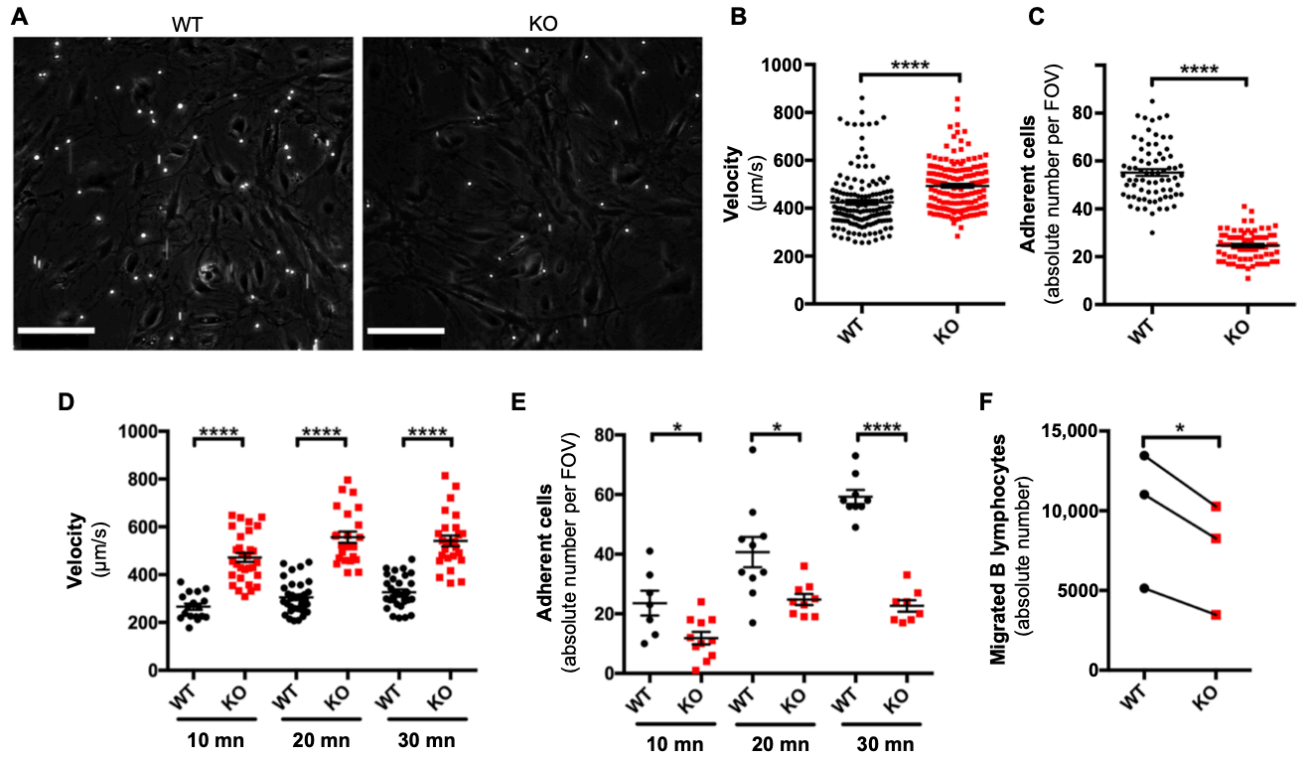 A
WT
KO
B
Velocity
(µm/s)
1000
800
600
400
200
0
****
WT
KO
C
Adherent cells
(absolute number per FOV)
80
60
40
20
0
****
WT
KO
D
Velocity
(µm/s)
1000
800
600
400
200
0
****
****
****
WT
KO
WT
KO
WT
KO
10 mn
20 mn
30 mn
E
Adherent cells
(absolute number per FOV)
80
60
40
20
0
*
*
****
WT
KO
WT
KO
WT
KO
10 mn
20 mn
30 mn
F
Migrated B lymphocytes
(absolute number)
15,000
10,000
5000
0
*
WT
KO